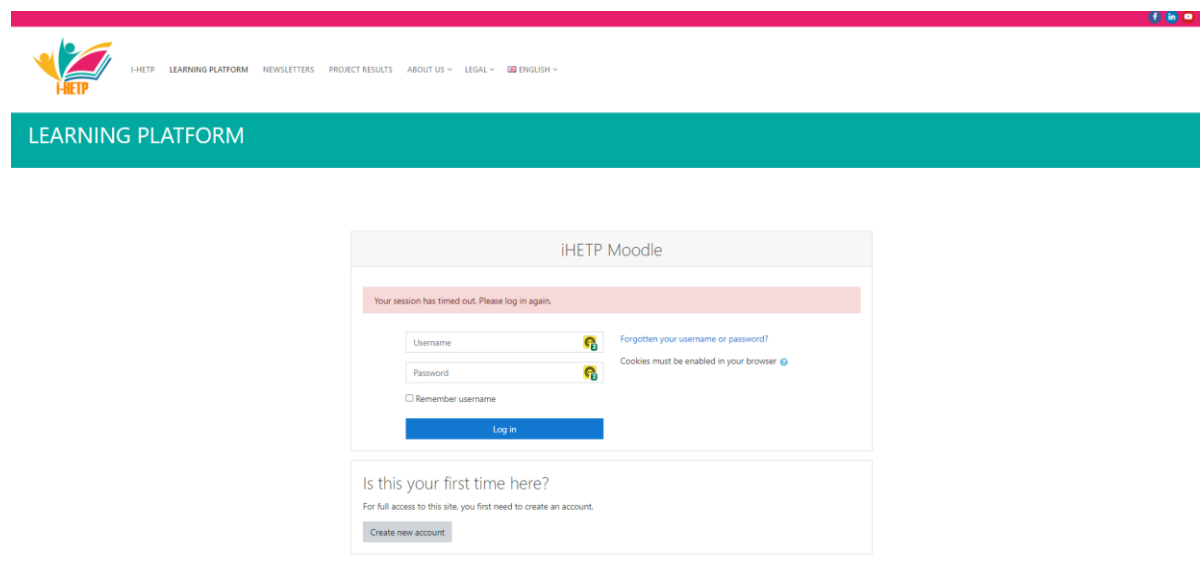 i-HETP
I-HETP LEARNING PLATFORM NEWSLETTERS PROJECT RESULTS ABOUT US LEGAL ENGLISH
LEARNING PLATFORM
iHETP Moodle
Your session has timed out. Please log in again.
Username
Forgotten your username or password?
Cookies must be enabled in your browser
Password
Remember username
Log in
Is this your first time here?
For full access to this site, you first need to create an account.
Create new account